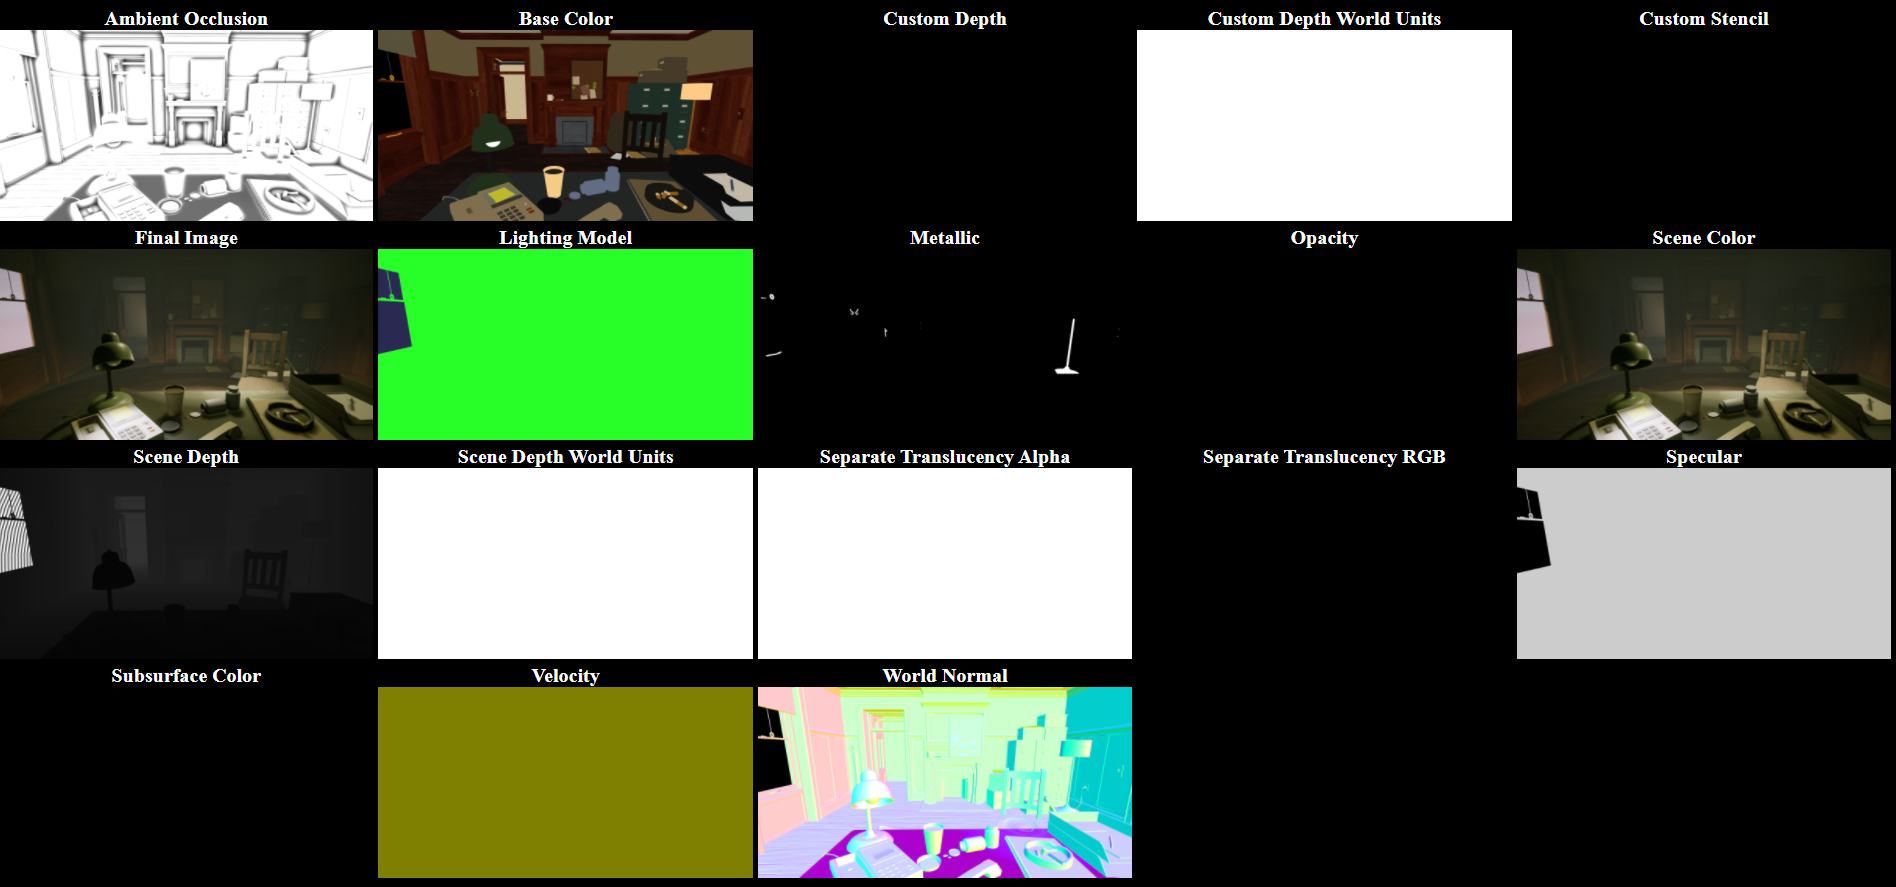 Ambient Occlusion
Base Color
Custom Depth
Custom Depth World Units
Custom Stencil
Final Image
Lighting Model
Metallic
Opacity
Scene Color
Scene Depth
Scene Depth World Units
Separate Translucency Alpha
Separate Translucency RGB
Specular
Subsurface Color
Velocity
World Normal